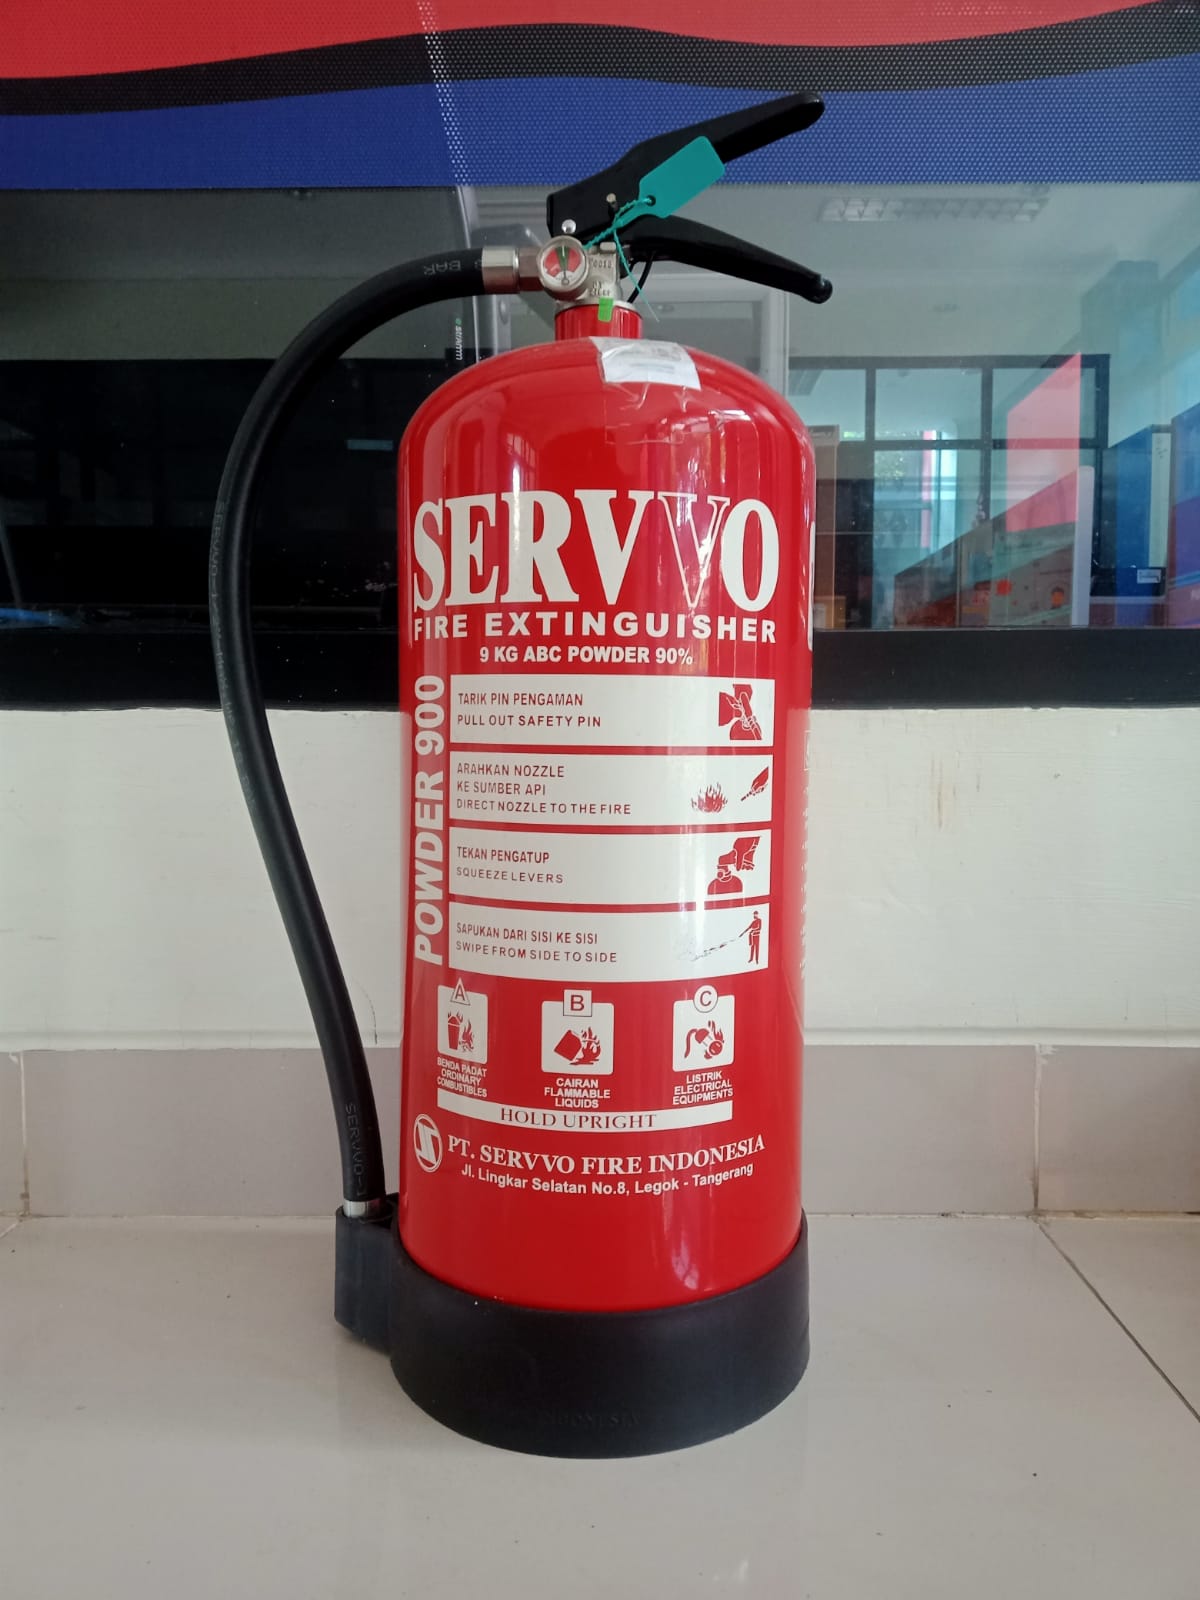 BAR
SERVVO
FIRE EXTINGUISHER
9 KG ABC POWDER 90%
POWDER 900
TARIK PIN PENGAMAN
PULL OUT SAFETY PIN
ARAHKAN NOZZLE
KE SUMBER API
DIRECT NOZZLE TO THE FIRE
TEKAN PENGATUP
SQUEEZE LEVERS
SAPUKAN DARI SISI KE SISI
SWIPE FROM SIDE TO SIDE
A
BENDA PADAT
ORDINARY
COMBUSTIBLES
B
CAIRAN
FLAMMABLE
LIQUIDS
C
LISTRIK
ELECTRICAL
EQUIPMENTS
HOLD UPRIGHT
PT. SERVVO FIRE INDONESIA
Jl. Lingkar Selatan No.8, Legok - Tangerang
SERVVO
INDONESIA